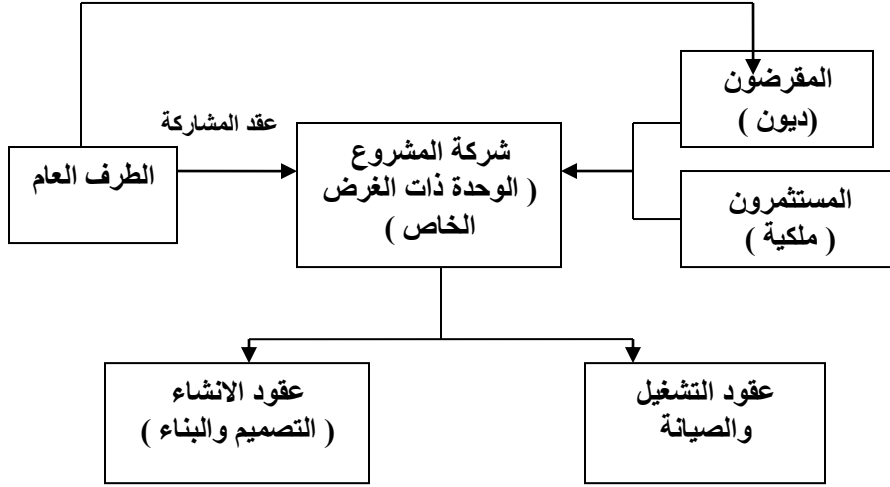 المقرضون
(ديون )
عقد المشاركة
شركة المشروع
( الوحدة ذات الغرض
الخاص )
الطرف العام
المستثمرون
( ملكية )
عقود الانشاء
( التصميم والبناء )
عقود التشغيل
والصيانة